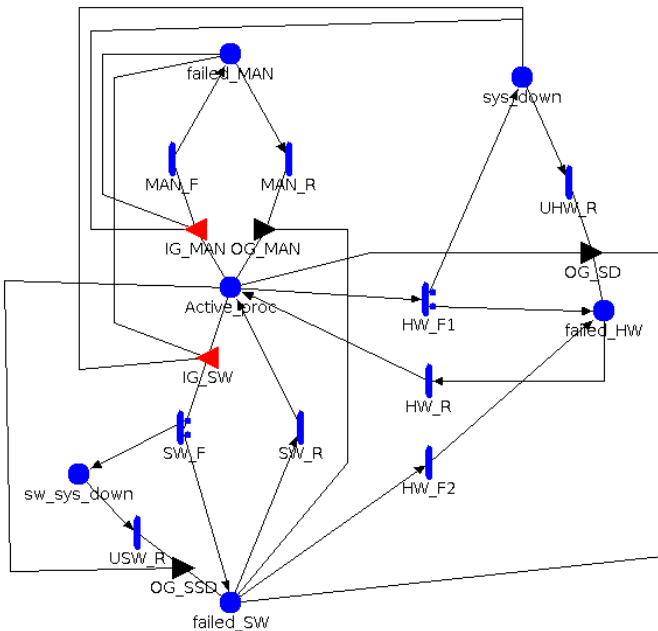 failed_MAN
sys_down
MAN_F
MAN_R
UHW_R
IG_MAN
OG_MAN
OG_SD
Active_proc
HW_F1
failed_HW
IG_SW
HW_R
SW_F
SW_R
HW_F2
sw_sys_down
USW_R
OG_SSD
failed_SW